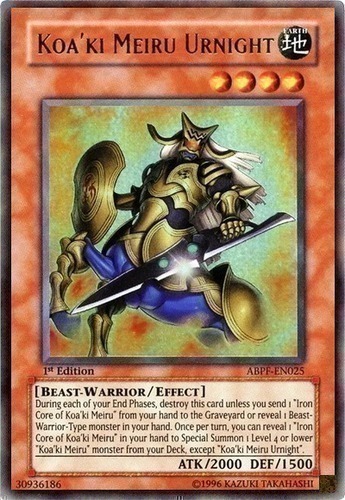 KOA'KI MEIRU URNIGHT
EARTH
地
1st Edition
ABPF-EN025
[BEAST-WARRIOR/EFFECT]
During each of your End Phases, destroy this card unless you send 1 "Iron
Core of Koa'ki Meiru" from your hand to the Graveyard or reveal 1 Beast-
Warrior-Type monster in your hand. Once per turn, you can reveal 1 "Iron
Core of Koa'ki Meiru" in your hand to Special Summon 1 Level 4 or lower
"Koa'ki Meiru" monster from your Deck, except "Koa'ki Meiru Urnight".
ATK/2000 DEF/1500
30936186
©1996 KAZUKI TAKAHASHI